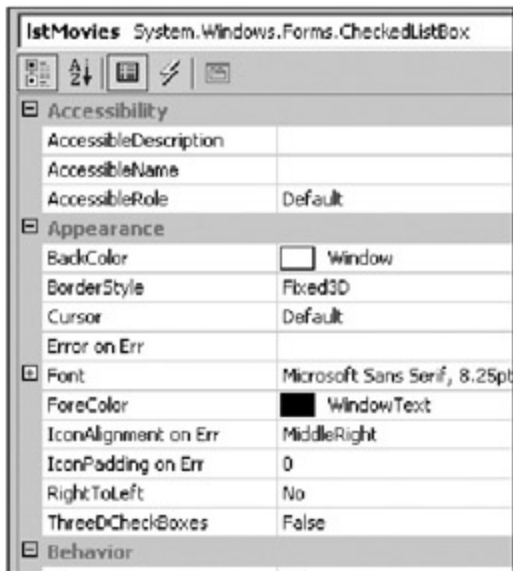 lstMovies System.Windows.Forms.CheckedListBox
Accessibility
AccessibleDescription
AccessibleName
AccessibleRole Default
Appearance
BackColor Window
BorderStyle Fixed3D
Cursor Default
Error on Err
Font Microsoft Sans Serif, 8.25pt
ForeColor WindowText
IconAlignment on Err MiddleRight
IconPadding on Err 0
RightToLeft No
ThreeDCheckBoxes False
Behavior